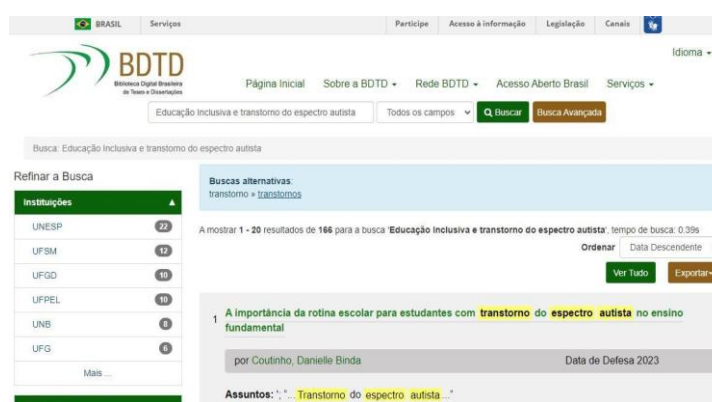 BRASIL Serviços Participe Acesso à informação Legislação Canais
Idioma
BDTD
Biblioteca Digital Brasileira
de Teses e Dissertações
Página Inicial Sobre a BDTD Rede BDTD Acesso Aberto Brasil Serviços
Educação Inclusiva e transtorno do espectro autista Todos os campos Buscar Busca Avançada
Busca: Educação Inclusiva e transtorno do espectro autista
Refinar a Busca
Buscas alternativas:
transtorno » transtornos
Instituições
UNESP 22
UFSM 12
UFGD 10
UFPEL 10
UNB 8
UFG 6
Mais ...
A mostrar 1 - 20 resultados de 166 para a busca 'Educação Inclusiva e transtorno do espectro autista', tempo de busca: 0.39s
Ordenar Data Descendente
Ver Tudo Exportar
1 A importância da rotina escolar para estudantes com transtorno do espectro autista no ensino
fundamental
por Coutinho, Danielle Binda Data de Defesa 2023
Assuntos: "; "... Transtorno do espectro autista ..."